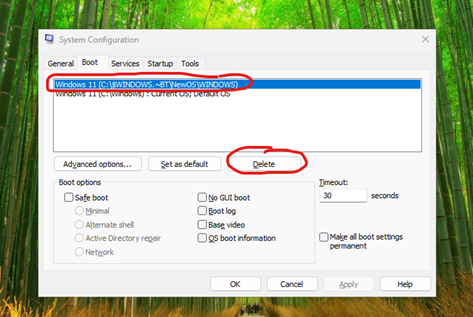 System Configuration
General Boot Services Startup Tools
Windows 11 (C:\$WINDOWS.~BT\NewOS\WINDOWS)
Windows 11 (C:\Windows) : Current OS; Default OS
Advanced options... Set as default Delete
Boot options
Timeout:
Safe boot No GUI boot 30 seconds
Minimal Boot log
Alternate shell Base video
Active Directory repair OS boot information Make all boot settings
permanent
Network
OK Cancel Apply Help